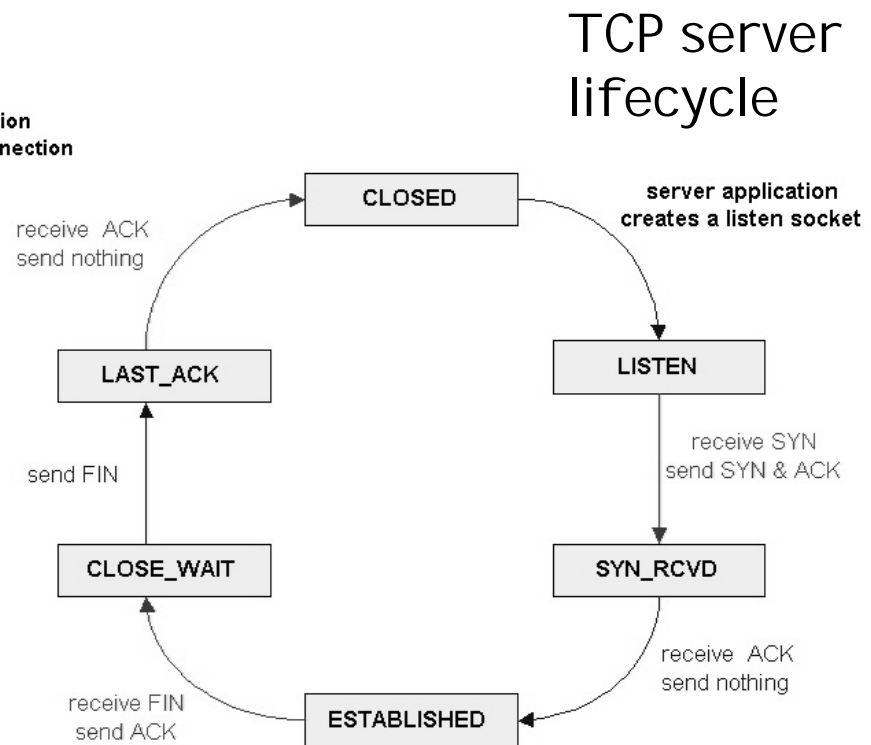 TCP server
lifecycle
ion
nection
CLOSED
server application
creates a listen socket
receive ACK
send nothing
LAST_ACK
LISTEN
receive SYN
send SYN & ACK
send FIN
CLOSE_WAIT
SYN_RCVD
receive ACK
send nothing
receive FIN
send ACK
ESTABLISHED